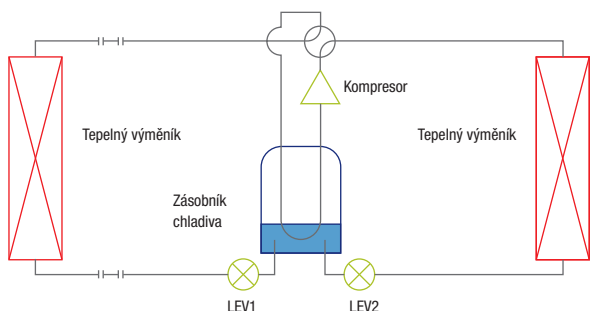 Kompresor
Tepelný výměník
Tepelný výměník
Zásobník
chladiva
LEV1
LEV2